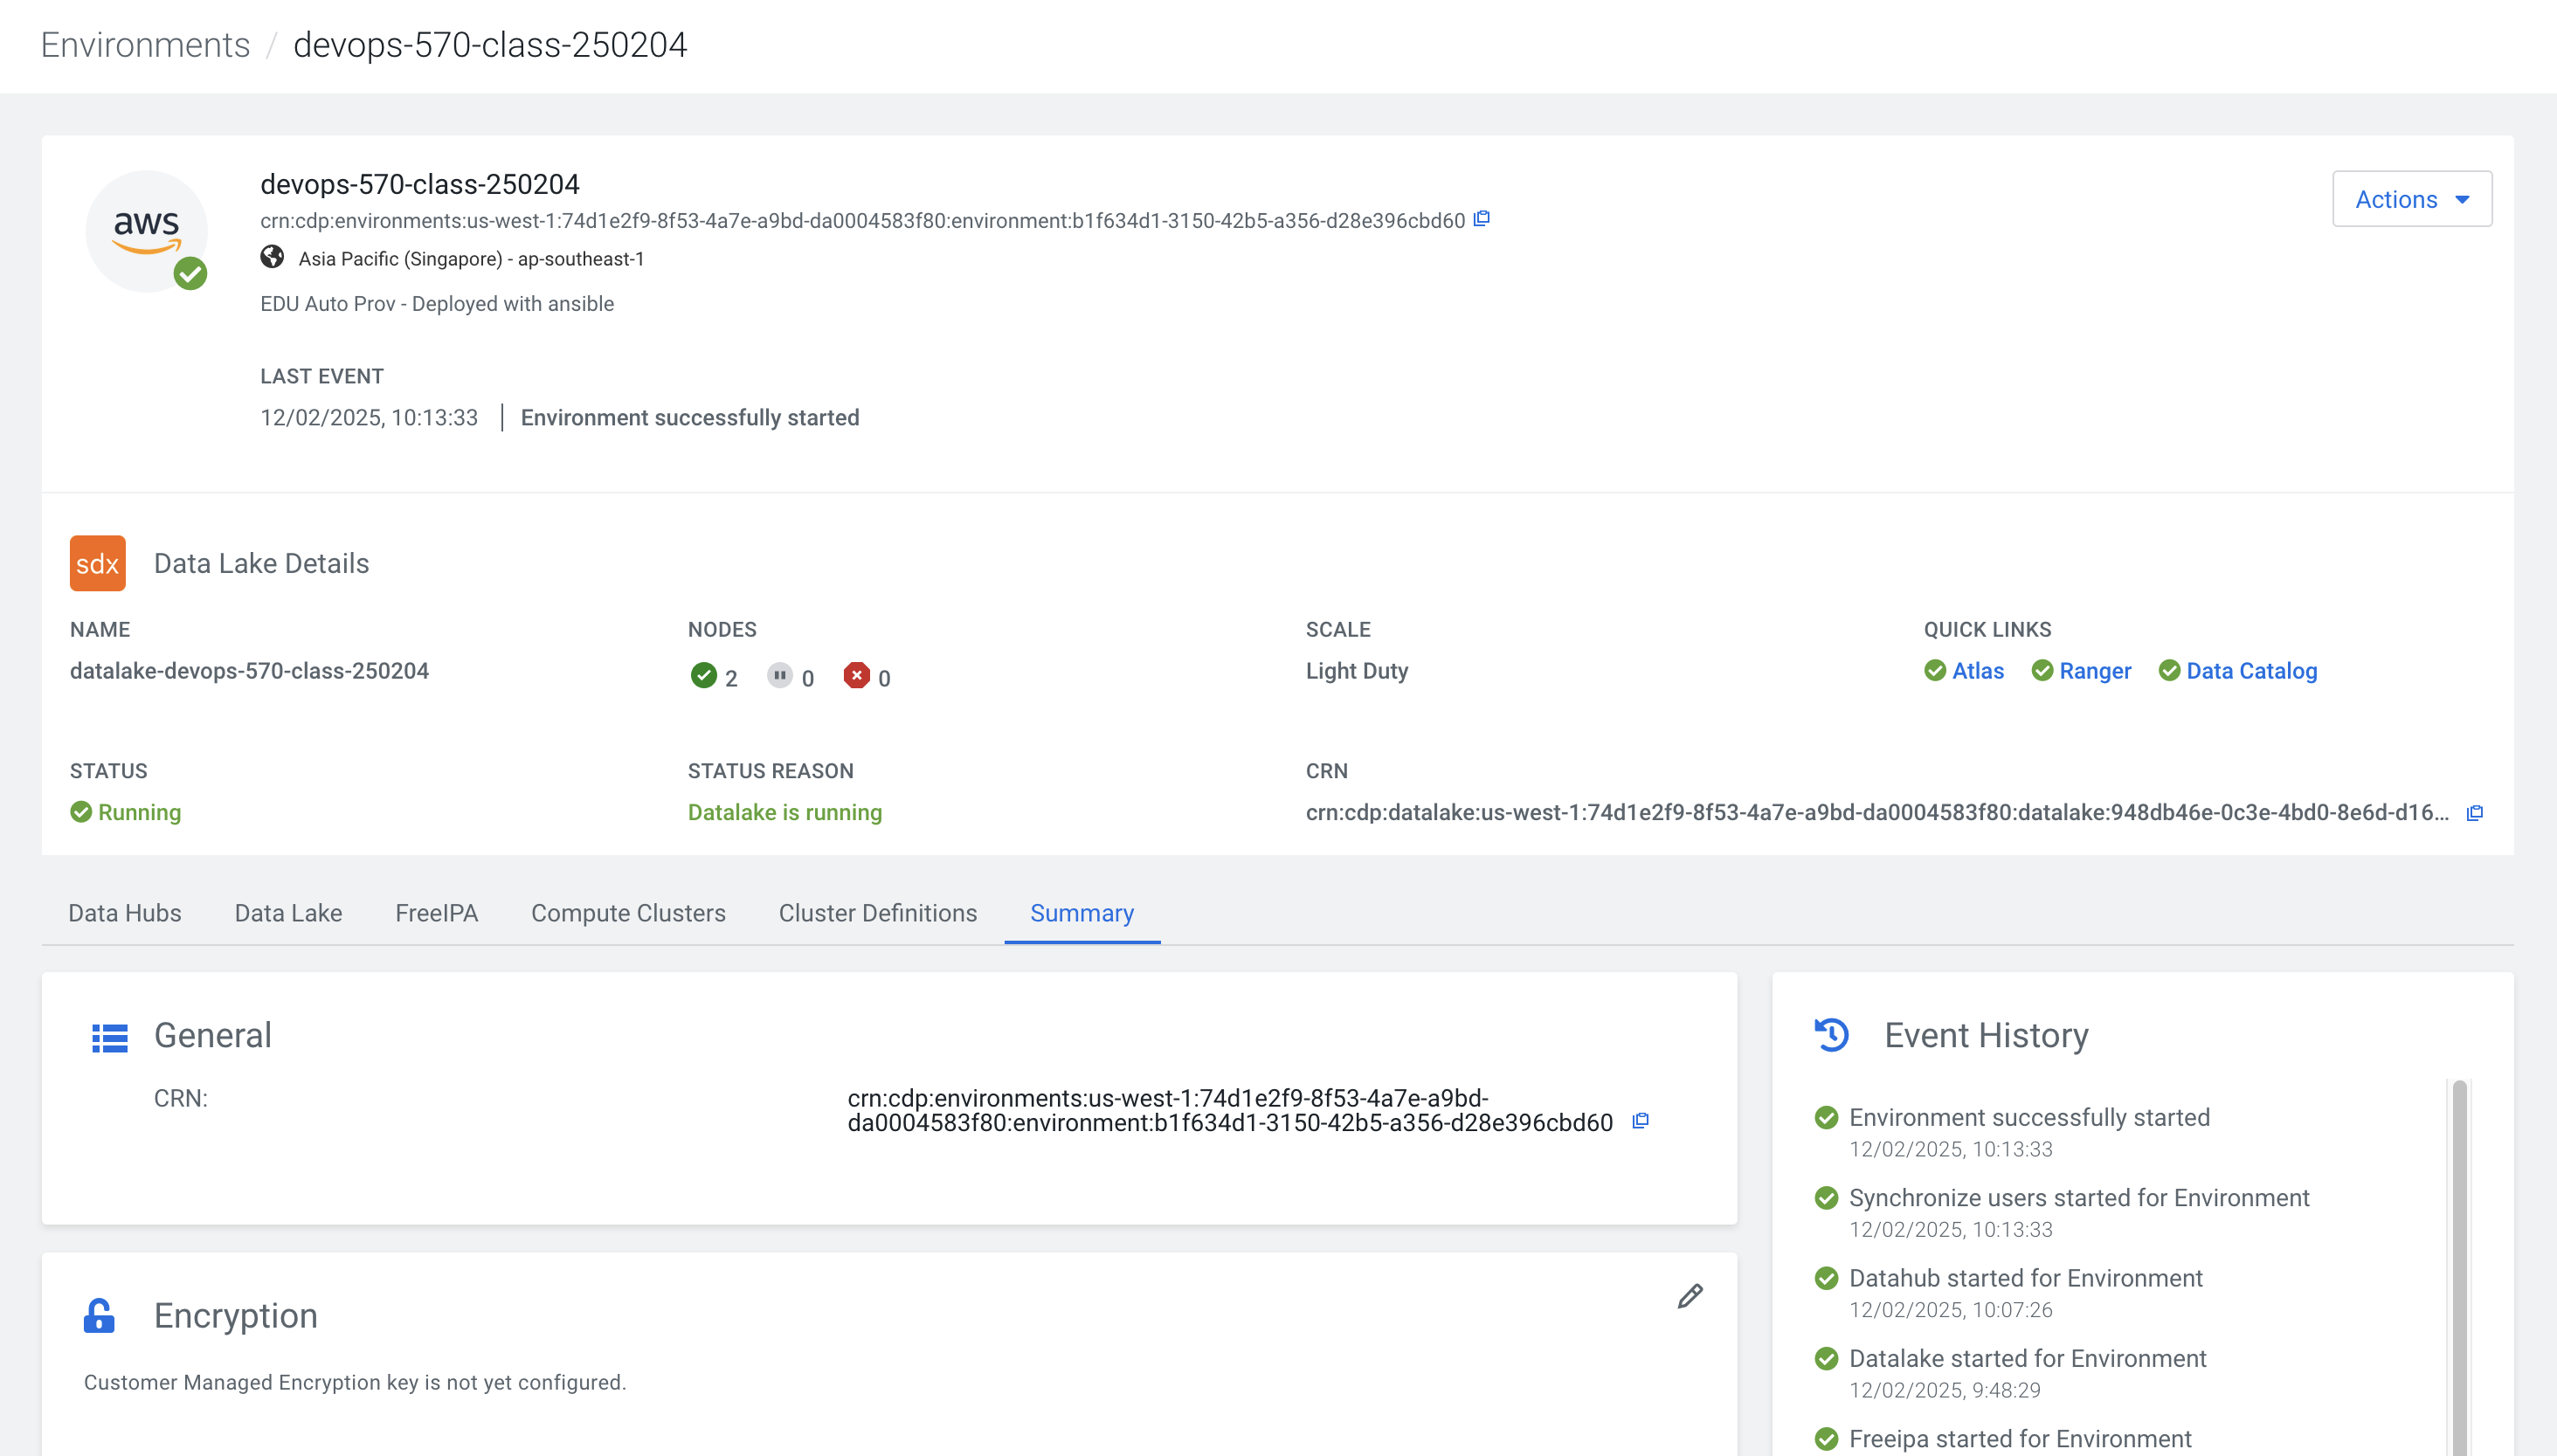 Environments / devops-570-class-250204
aws
devops-570-class-250204
crn:cdp:environments:us-west-1:74d1e2f9-8f53-4a7e-a9bd-da0004583f80:environment:b1f634d1-3150-42b5-a356-d28e396cbd60
Actions
Asia Pacific (Singapore) - ap-southeast-1
EDU Auto Prov - Deployed with ansible
LAST EVENT
12/02/2025, 10:13:33 | Environment successfully started
sdx Data Lake Details
NAME NODES SCALE QUICK LINKS
datalake-devops-570-class-250204 2 0 0 Light Duty Atlas Ranger Data Catalog
STATUS STATUS REASON CRN
Running Datalake is running crn:cdp:datalake:us-west-1:74d1e2f9-8f53-4a7e-a9bd-da0004583f80:datalake:948db46e-0c3e-4bd0-8e6d-d16...
Data Hubs Data Lake FreeIPA Compute Clusters Cluster Definitions Summary
General
CRN:
crn:cdp:environments:us-west-1:74d1e2f9-8f53-4a7e-a9bd-
da0004583f80:environment:b1f634d1-3150-42b5-a356-d28e396cbd60
Encryption
Customer Managed Encryption key is not yet configured.
Event History
Environment successfully started
12/02/2025, 10:13:33
Synchronize users started for Environment
12/02/2025, 10:13:33
Datahub started for Environment
12/02/2025, 10:07:26
Datalake started for Environment
12/02/2025, 9:48:29
Freeipa started for Environment